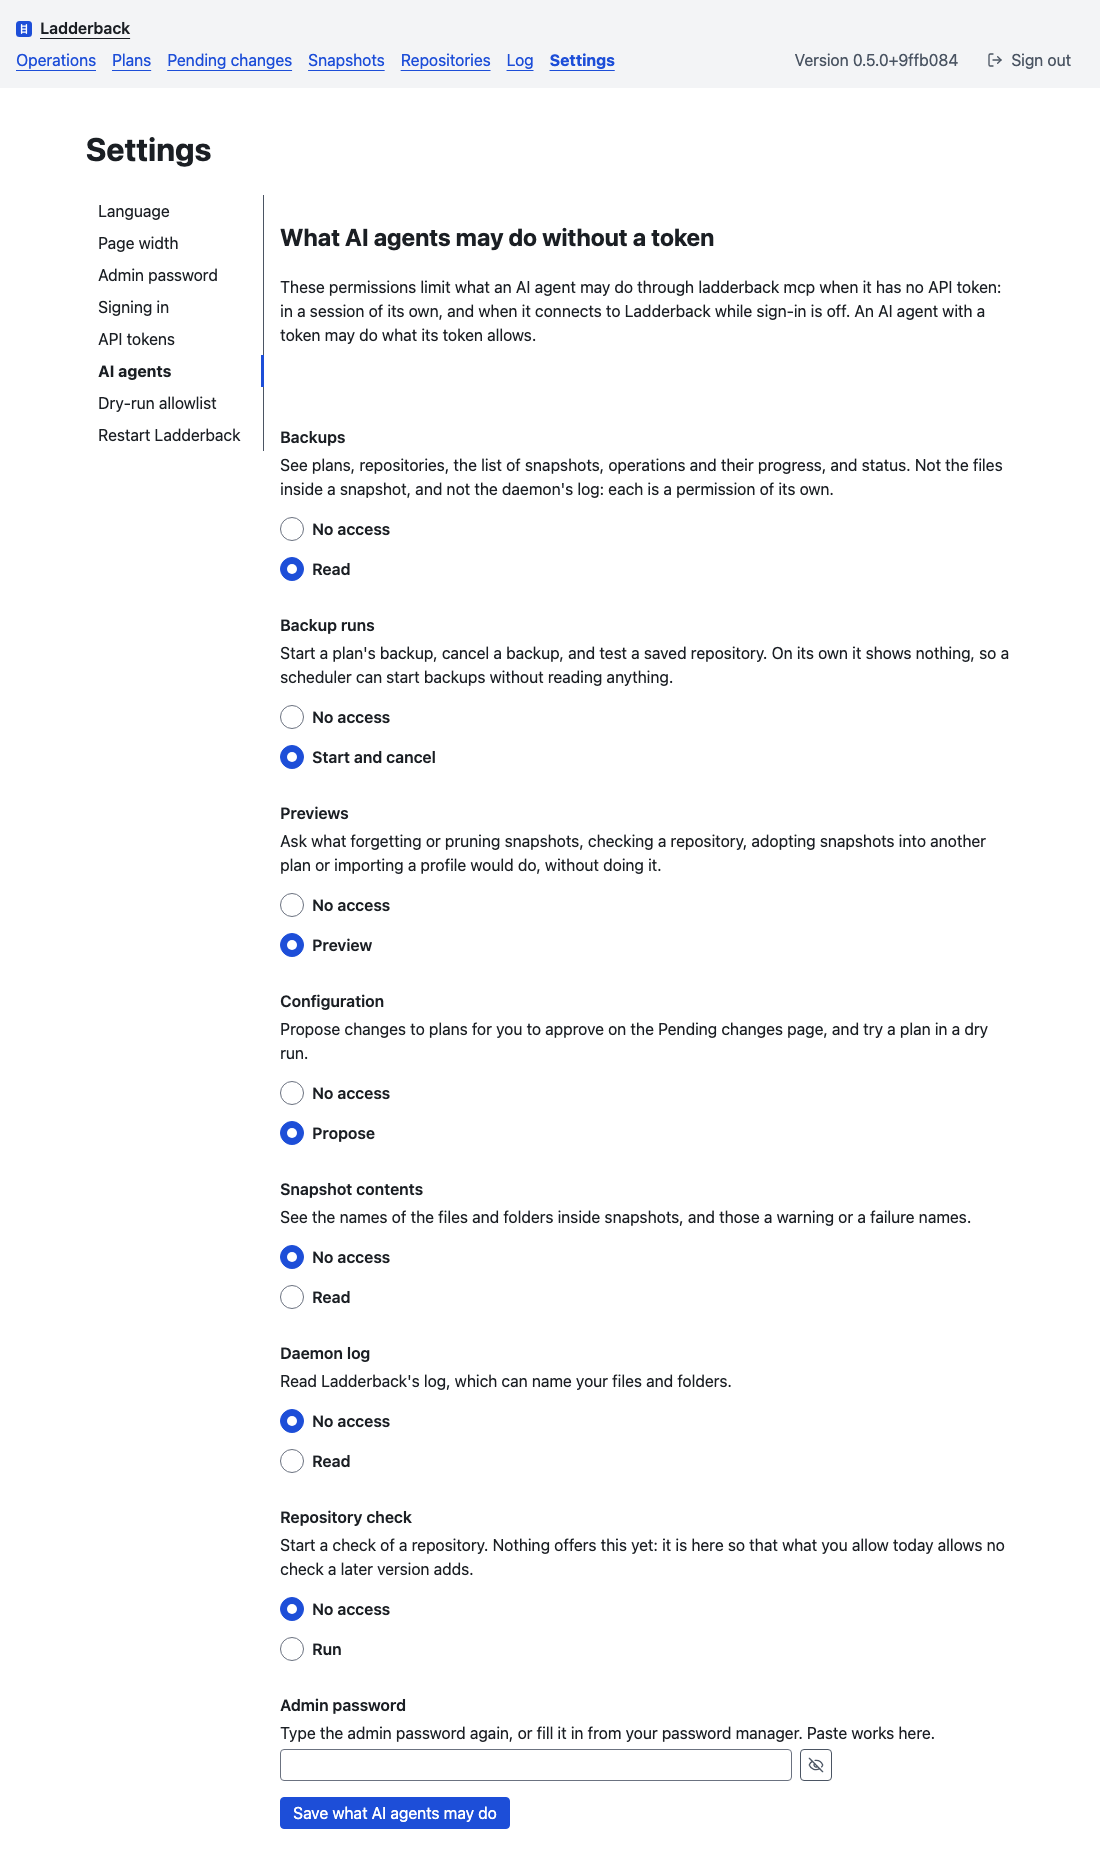 Ladderback
Operations Plans Pending changes Snapshots Repositories Log Settings Version 0.5.0+9ffb084 Sign out
Settings
Language
Page width
Admin password
Signing in
API tokens
AI agents
Dry-run allowlist
Restart Ladderback
What AI agents may do without a token
These permissions limit what an AI agent may do through ladderback mcp when it has no API token:
in a session of its own, and when it connects to Ladderback while sign-in is off. An AI agent with a
token may do what its token allows.
Backups
See plans, repositories, the list of snapshots, operations and their progress, and status. Not the files
inside a snapshot, and not the daemon's log: each is a permission of its own.
No access
Read
Backup runs
Start a plan's backup, cancel a backup, and test a saved repository. On its own it shows nothing, so a
scheduler can start backups without reading anything.
No access
Start and cancel
Previews
Ask what forgetting or pruning snapshots, checking a repository, adopting snapshots into another
plan or importing a profile would do, without doing it.
No access
Preview
Configuration
Propose changes to plans for you to approve on the Pending changes page, and try a plan in a dry
run.
No access
Propose
Snapshot contents
See the names of the files and folders inside snapshots, and those a warning or a failure names.
No access
Read
Daemon log
Read Ladderback's log, which can name your files and folders.
No access
Read
Repository check
Start a check of a repository. Nothing offers this yet: it is here so that what you allow today allows no
check a later version adds.
No access
Run
Admin password
Type the admin password again, or fill it in from your password manager. Paste works here.
Save what AI agents may do